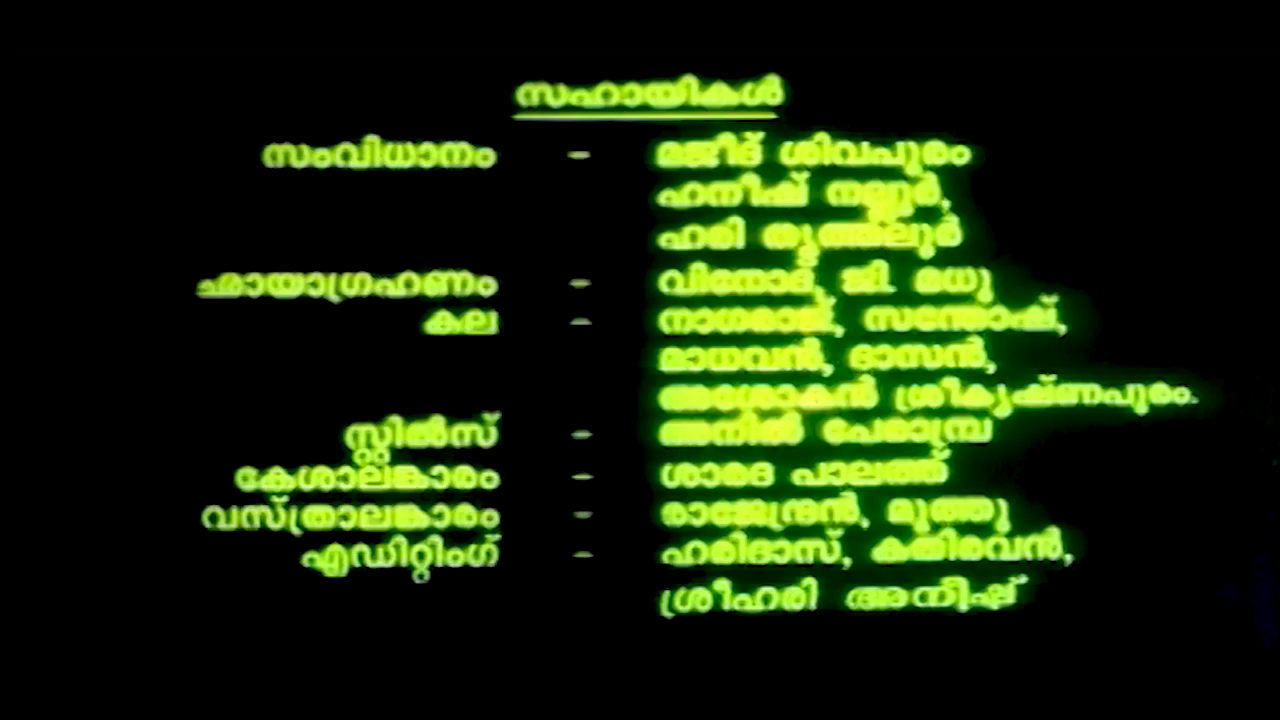 സഹായികൾ
സംവിധാനം - മജീദ് ശിവപുരം
ഹനീഷ് നല്ലൂർ,
ഹരി തൃത്തല്ലൂർ
ഛായാഗ്രഹണം - വിനോദ്, ജി. മധു
കല - നാഗരാജ്, സന്തോഷ്,
മാധവൻ, ദാസൻ,
അശോകൻ ശ്രീകൃഷ്ണപുരം.
സ്റ്റിൽസ് - അനിൽ പേരാമ്പ്ര
കേശാലങ്കാരം - ശാരദ പാലത്ത്
വസ്ത്രാലങ്കാരം - രാജേന്ദ്രൻ, മുത്തു
എഡിറ്റിംഗ് - ഹരിദാസ്, കതിരവൻ,
ശ്രീഹരി അനീഷ്